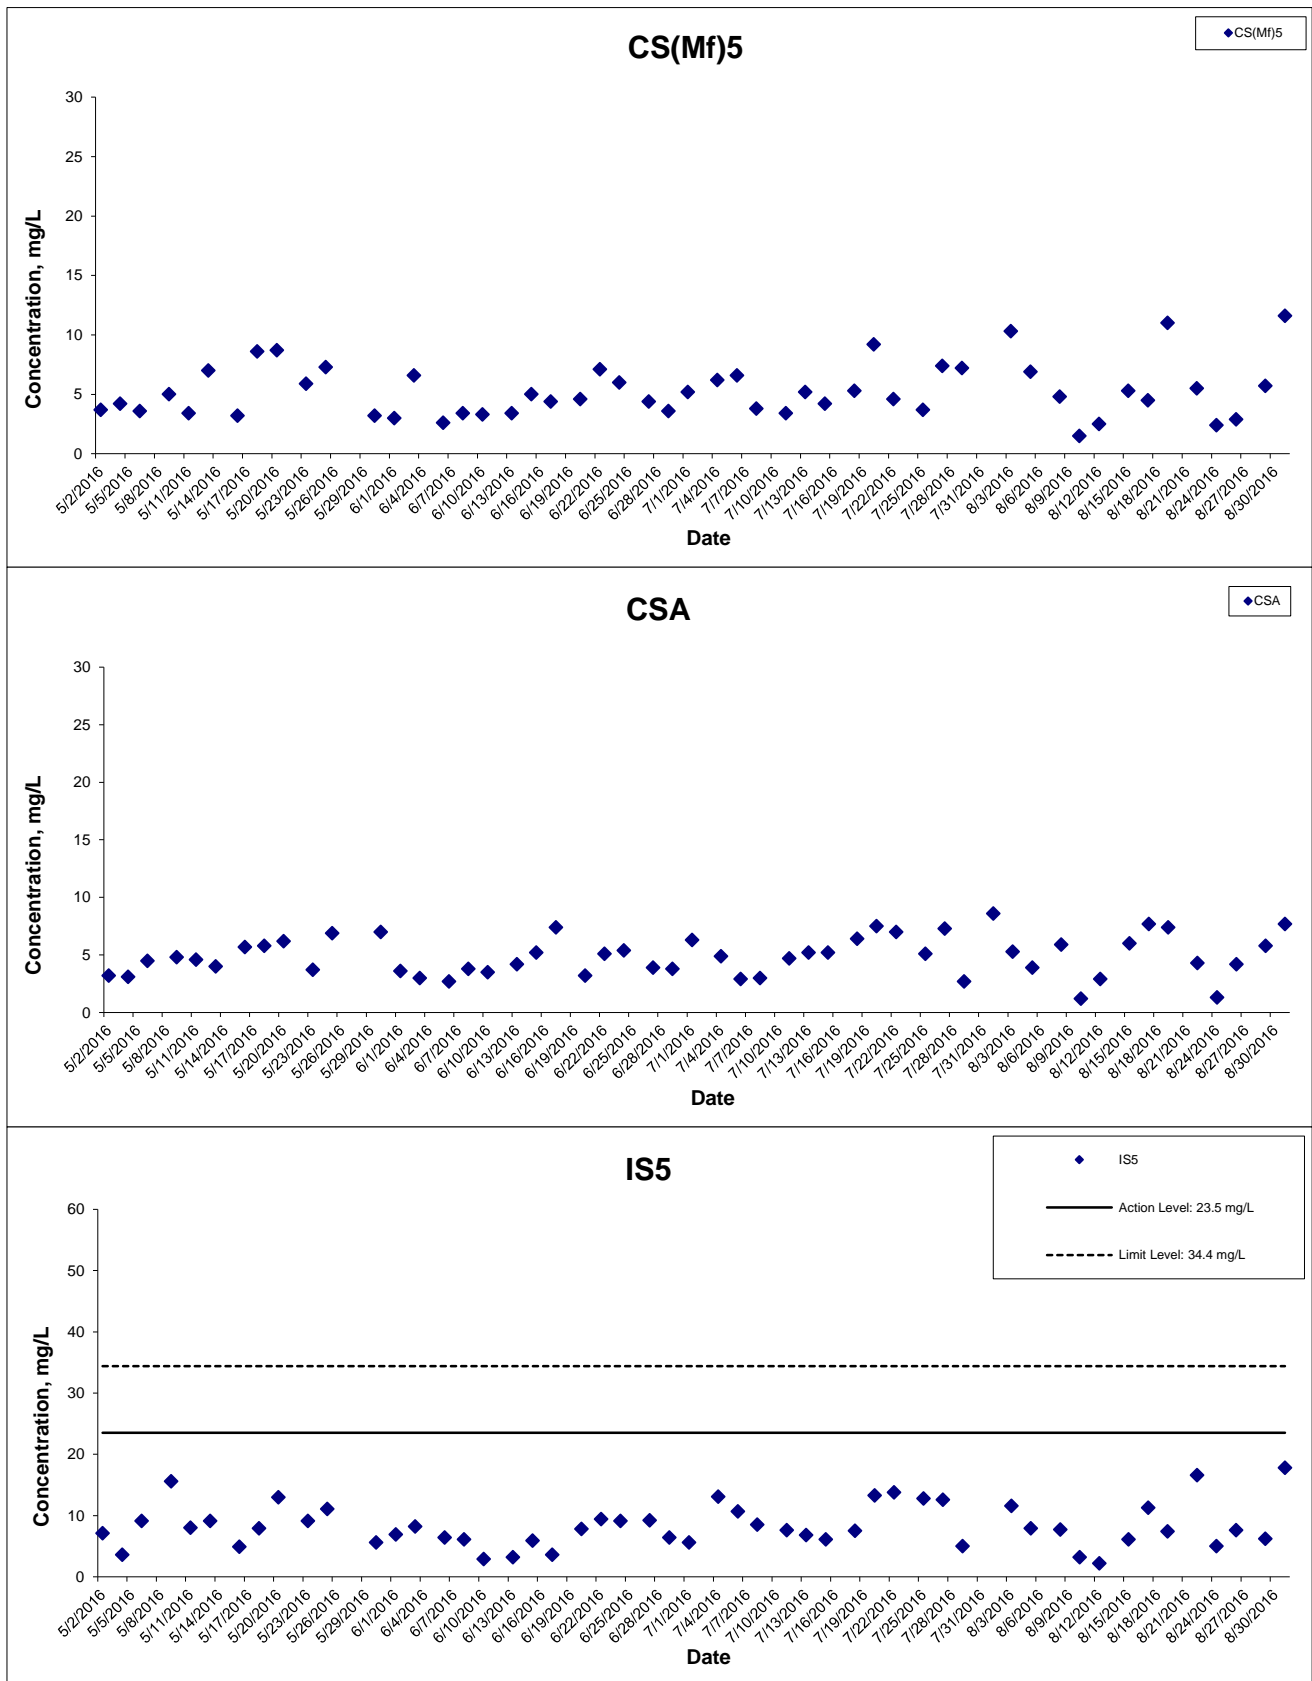 CS(Mf)5
CS(Mf)5
30
25
20
15
10
5
0
Concentration, mg/L
5/2/2016 5/5/2016 5/8/2016 5/11/2016 5/14/2016 5/17/2016 5/20/2016 5/23/2016 5/26/2016 5/29/2016 6/1/2016 6/4/2016 6/7/2016 6/10/2016 6/13/2016 6/16/2016 6/19/2016 6/22/2016 6/25/2016 6/28/2016 7/1/2016 7/4/2016 7/7/2016 7/10/2016 7/13/2016 7/16/2016 7/19/2016 7/22/2016 7/25/2016 7/28/2016 7/31/2016 8/3/2016 8/6/2016 8/9/2016 8/12/2016 8/15/2016 8/18/2016 8/21/2016 8/24/2016 8/27/2016 8/30/2016
Date
CSA
CSA
30
25
20
15
10
5
0
Concentration, mg/L
5/2/2016 5/5/2016 5/8/2016 5/11/2016 5/14/2016 5/17/2016 5/20/2016 5/23/2016 5/26/2016 5/29/2016 6/1/2016 6/4/2016 6/7/2016 6/10/2016 6/13/2016 6/16/2016 6/19/2016 6/22/2016 6/25/2016 6/28/2016 7/1/2016 7/4/2016 7/7/2016 7/10/2016 7/13/2016 7/16/2016 7/19/2016 7/22/2016 7/25/2016 7/28/2016 7/31/2016 8/3/2016 8/6/2016 8/9/2016 8/12/2016 8/15/2016 8/18/2016 8/21/2016 8/24/2016 8/27/2016 8/30/2016
Date
IS5
IS5
Action Level: 23.5 mg/L
Limit Level: 34.4 mg/L
60
50
40
30
20
10
0
Concentration, mg/L
5/2/2016 5/5/2016 5/8/2016 5/11/2016 5/14/2016 5/17/2016 5/20/2016 5/23/2016 5/26/2016 5/29/2016 6/1/2016 6/4/2016 6/7/2016 6/10/2016 6/13/2016 6/16/2016 6/19/2016 6/22/2016 6/25/2016 6/28/2016 7/1/2016 7/4/2016 7/7/2016 7/10/2016 7/13/2016 7/16/2016 7/19/2016 7/22/2016 7/25/2016 7/28/2016 7/31/2016 8/3/2016 8/6/2016 8/9/2016 8/12/2016 8/15/2016 8/18/2016 8/21/2016 8/24/2016 8/27/2016 8/30/2016
Date